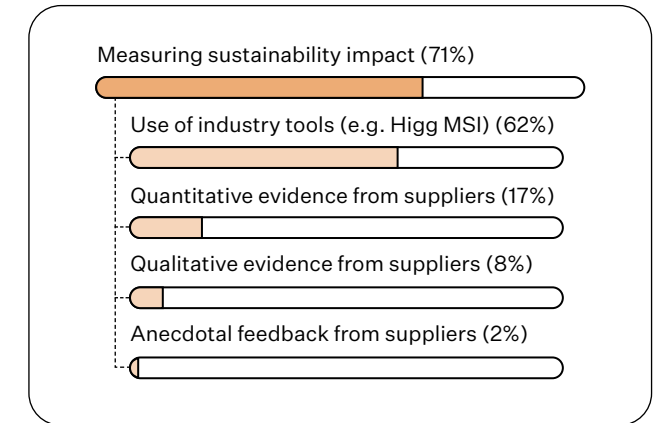 Measuring sustainability impact (71%)
Use of industry tools (e.g. Higg MSI) (62%)
Quantitative evidence from suppliers (17%)
Qualitative evidence from suppliers (8%)
Anecdotal feedback from suppliers (2%)